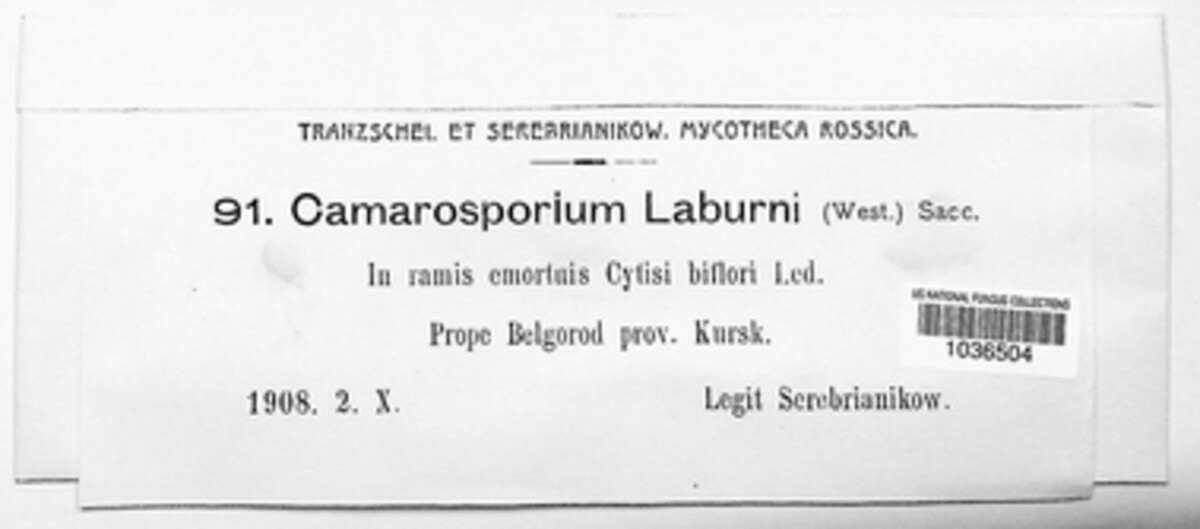 TRANZSCHEL ET SEREBRIANIKOW. MYCOTHECA ROSSICA.
91. Camarosporium Laburni (West.) Sacc.
In ramis emortuis Cytisi biflori Led.
Prope Belgorod prov. Kursk.
1908. 2. X. Legit Serebrianikow.
US NATIONAL FUNGUS COLLECTIONS
1036504